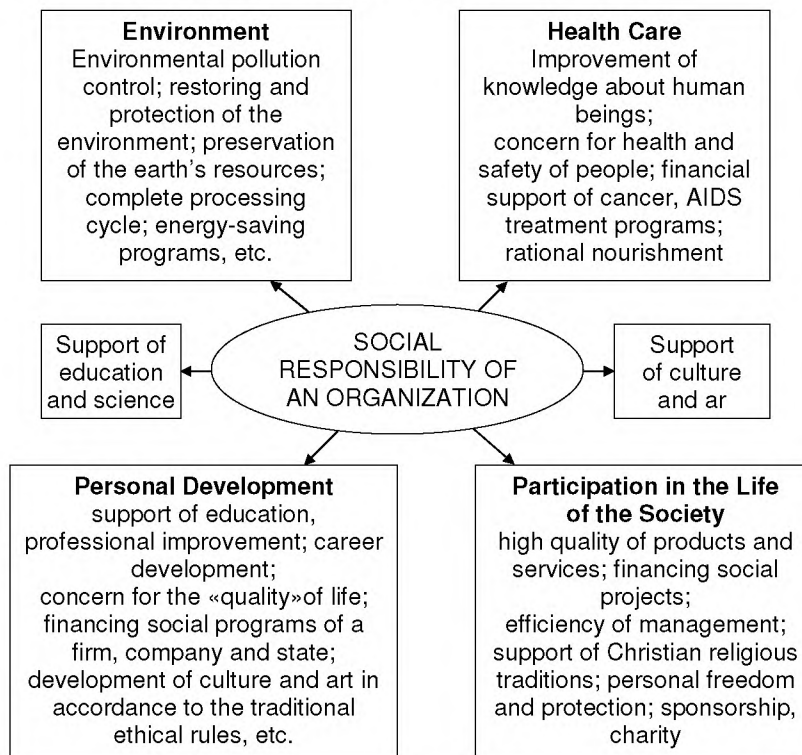 Environment
Environmental pollution
control; restoring and
protection of the
environment; preservation
of the earth's resources;
complete processing
cycle; energy-saving
programs, etc.
Health Care
Improvement of
knowledge about human
beings;
concern for health and
safety of people; financial
support of cancer, AIDS
treatment programs;
rational nourishment
Support of
education
and science
SOCIAL
RESPONSIBILITY OF
AN ORGANIZATION
Support
of culture
and ar
Personal Development
support of education,
professional improvement; career
development;
concern for the «quality»of life;
financing social programs of a
firm, company and state;
development of culture and art in
accordance to the traditional
ethical rules, etc.
Participation in the Life
of the Society
high quality of products and
services; financing social
projects;
efficiency of management;
support of Christian religious
traditions; personal freedom
and protection; sponsorship,
charity